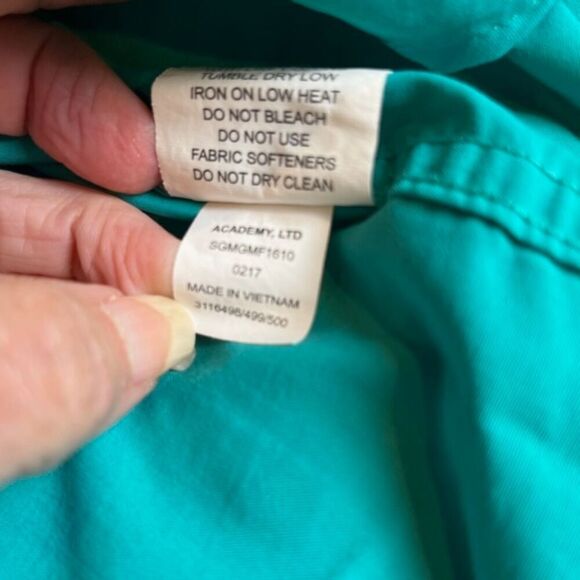 TUMBLE DRY LOW
IRON ON LOW HEAT
DO NOT BLEACH
DO NOT USE
FABRIC SOFTENERS
DO NOT DRY CLEAN
ACADEMY, LTD
SGMGMF1610
0217
MADE IN VIETNAM
3116498/499/500